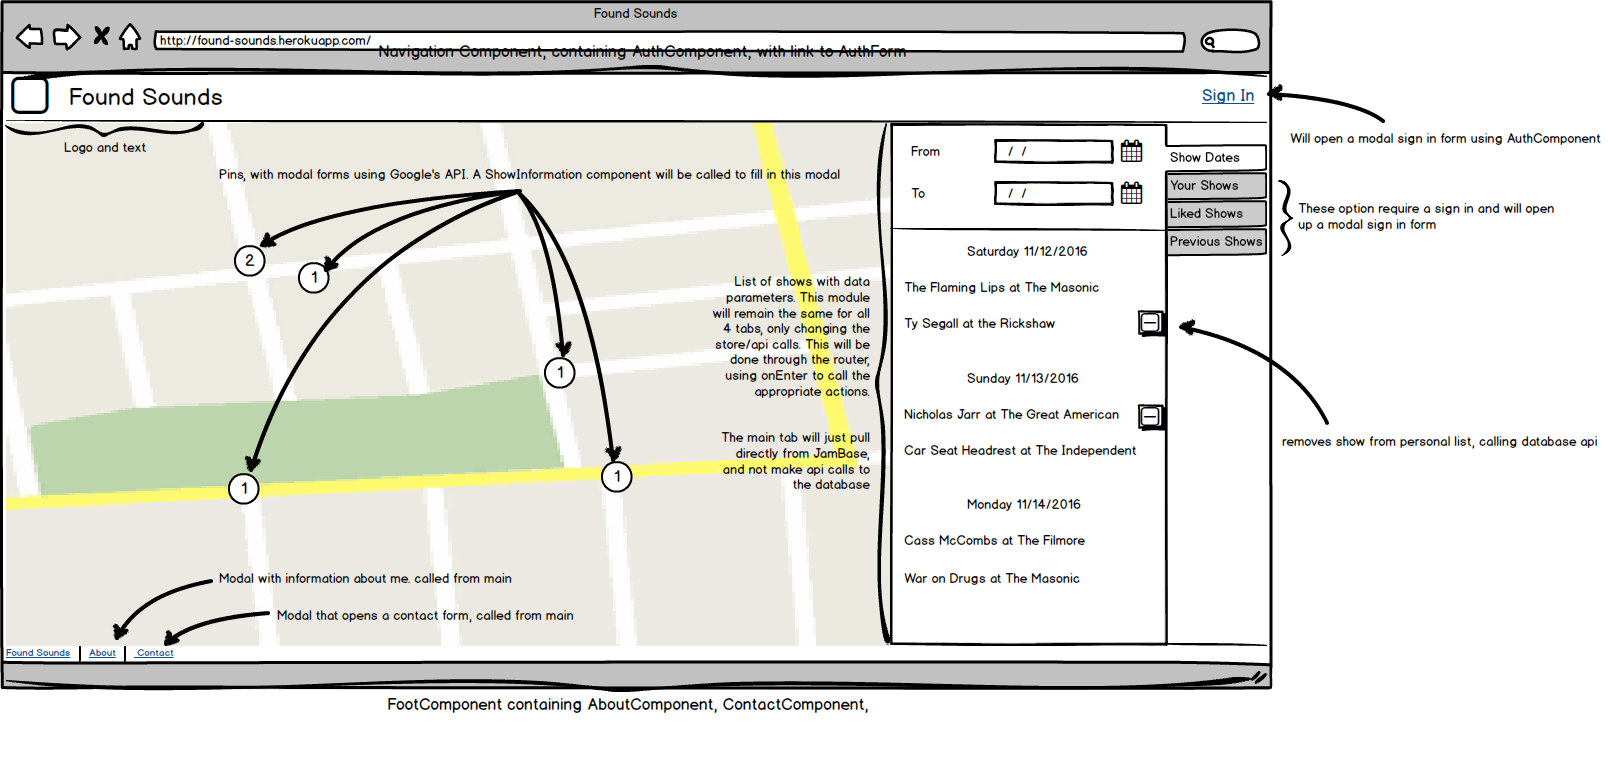 Found Sounds
http://found-sounds.herokuapp.com/
Navigation Component, containing AuthComponent, with link to AuthForm
Found Sounds
Sign In
Will open a modal sign in form using AuthComponent
Logo and text
Pins, with modal forms using Google's API. A ShowInformation component will be called to fill in this modal
2
1
1
1
1
List of shows with data
parameters. This module
will remain the same for all
4 tabs, only changing the
store/api calls. This will be
done through the router,
using onEnter to call the
appropriate actions.
The main tab will just pull
directly from JamBase,
and not make api calls to
the database
From
/ /
To
/ /
Show Dates
Your Shows
Liked Shows
Previous Shows
These option require a sign in and will open
up a modal sign in form
Saturday 11/12/2016
The Flaming Lips at The Masonic
Ty Segall at the Rickshaw
Sunday 11/13/2016
Nicholas Jarr at The Great American
Car Seat Headrest at The Independent
Monday 11/14/2016
Cass McCombs at The Filmore
War on Drugs at The Masonic
removes show from personal list, calling database api
Modal with information about me. called from main
Modal that opens a contact form, called from main
Found Sounds
About
Contact
FootComponent containing AboutComponent, ContactComponent,